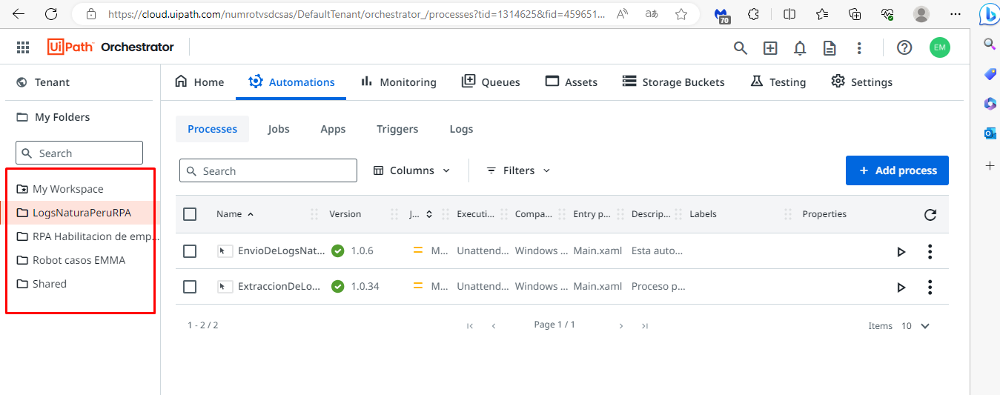 https://cloud.uipath.com/numrotvsdcsas/DefaultTenant/orchestrator_/processes?tid=1314625&fid=459651...
70
UiPath Orchestrator
EM
Tenant
Home
Automations
Monitoring
Queues
Assets
Storage Buckets
Testing
Settings
My Folders
Search
My Workspace
LogsNaturaPeruRPA
RPA Habilitacion de emp...
Robot casos EMMA
Shared
Processes
Jobs
Apps
Triggers
Logs
Search
Columns
Filters
+ Add process
Name
Version
J...
Executi...
Compa...
Entry p...
Descrip...
Labels
Properties
EnvioDeLogsNat... 1.0.6 M... Unattend... Windows ... Main.xaml Esta auto...
ExtraccionDeLo... 1.0.34 M... Unattend... Windows ... Main.xaml Proceso p...
1 - 2 / 2
Page 1 / 1
Items 10